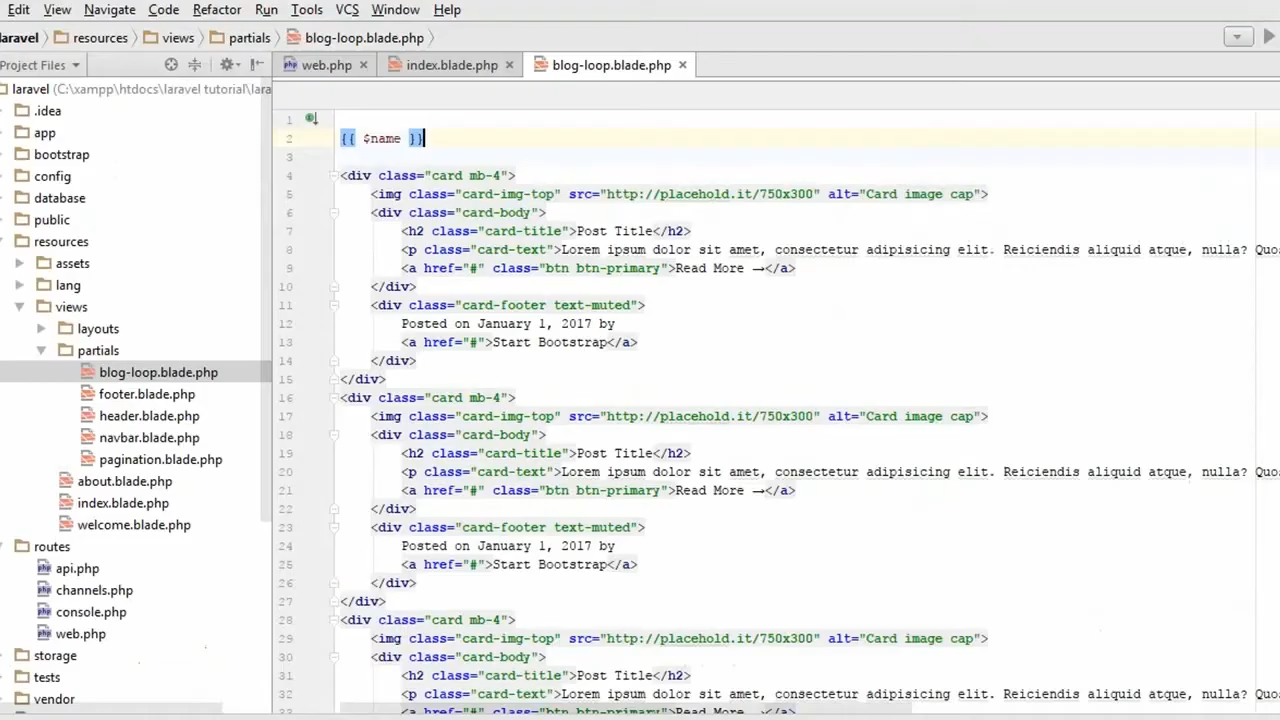 Edit View Navigate Code Refactor Run Tools VCS Window Help
laravel resources views partials blog-loop.blade.php
Project Files web.php index.blade.php blog-loop.blade.php
laravel (C:\xampp\htdocs\laravel tutorial\lara
.idea
app
bootstrap
config
database
public
resources
assets
lang
views
layouts
partials
blog-loop.blade.php
footer.blade.php
header.blade.php
navbar.blade.php
pagination.blade.php
about.blade.php
index.blade.php
welcome.blade.php
routes
api.php
channels.php
console.php
web.php
storage
tests
vendor
1
2 {{ $name }}
3
4 <div class="card mb-4">
5 <img class="card-img-top" src="http://placehold.it/750x300" alt="Card image cap">
6 <div class="card-body">
7 <h2 class="card-title">Post Title</h2>
8 <p class="card-text">Lorem ipsum dolor sit amet, consectetur adipisicing elit. Reiciendis aliquid atque, nulla? Quo
9 <a href="#" class="btn btn-primary">Read More →</a>
10 </div>
11 <div class="card-footer text-muted">
12 Posted on January 1, 2017 by
13 <a href="#">Start Bootstrap</a>
14 </div>
15 </div>
16 <div class="card mb-4">
17 <img class="card-img-top" src="http://placehold.it/750x300" alt="Card image cap">
18 <div class="card-body">
19 <h2 class="card-title">Post Title</h2>
20 <p class="card-text">Lorem ipsum dolor sit amet, consectetur adipisicing elit. Reiciendis aliquid atque, nulla? Quo
21 <a href="#" class="btn btn-primary">Read More →</a>
22 </div>
23 <div class="card-footer text-muted">
24 Posted on January 1, 2017 by
25 <a href="#">Start Bootstrap</a>
26 </div>
27 </div>
28 <div class="card mb-4">
29 <img class="card-img-top" src="http://placehold.it/750x300" alt="Card image cap">
30 <div class="card-body">
31 <h2 class="card-title">Post Title</h2>
32 <p class="card-text">Lorem ipsum dolor sit amet, consectetur adipisicing elit. Reiciendis aliquid atque, nulla? Quo
33 <a href="#" class="btn btn-primary">Read More →</a>